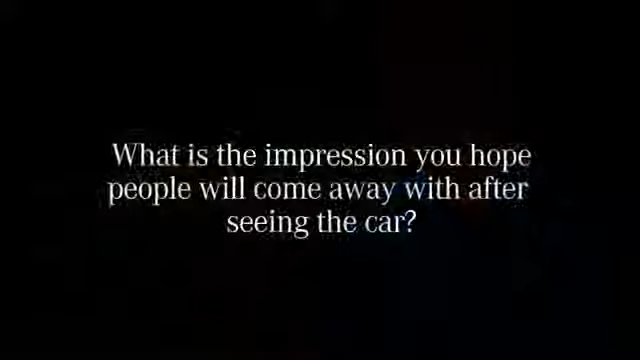 What is the impression you hope
people will come away with after
seeing the car?